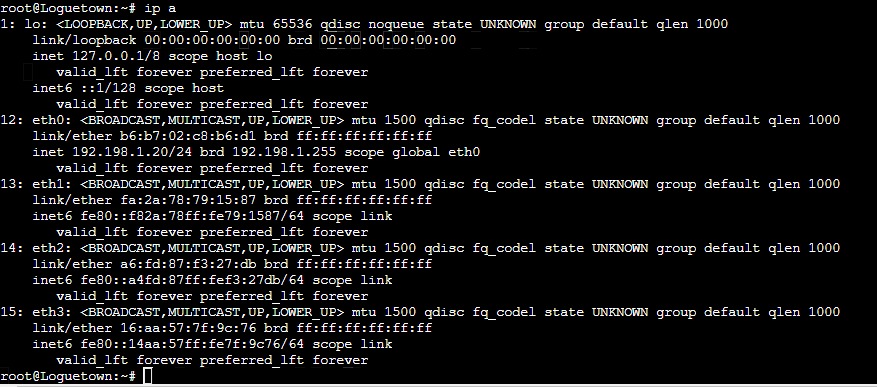 root@Loguetown:~# ip a
1: lo: <LOOPBACK,UP,LOWER_UP> mtu 65536 qdisc noqueue state UNKNOWN group default qlen 1000
    link/loopback 00:00:00:00:00:00 brd 00:00:00:00:00:00
    inet 127.0.0.1/8 scope host lo
       valid_lft forever preferred_lft forever
    inet6 ::1/128 scope host
       valid_lft forever preferred_lft forever
12: eth0: <BROADCAST,MULTICAST,UP,LOWER_UP> mtu 1500 qdisc fq_codel state UNKNOWN group default qlen 1000
    link/ether b6:b7:02:c8:b6:d1 brd ff:ff:ff:ff:ff:ff
    inet 192.198.1.20/24 brd 192.198.1.255 scope global eth0
       valid_lft forever preferred_lft forever
13: eth1: <BROADCAST,MULTICAST,UP,LOWER_UP> mtu 1500 qdisc fq_codel state UNKNOWN group default qlen 1000
    link/ether fa:2a:78:79:15:87 brd ff:ff:ff:ff:ff:ff
    inet6 fe80::f82a:78ff:fe79:1587/64 scope link
       valid_lft forever preferred_lft forever
14: eth2: <BROADCAST,MULTICAST,UP,LOWER_UP> mtu 1500 qdisc fq_codel state UNKNOWN group default qlen 1000
    link/ether a6:fd:87:f3:27:db brd ff:ff:ff:ff:ff:ff
    inet6 fe80::a4fd:87ff:fef3:27db/64 scope link
       valid_lft forever preferred_lft forever
15: eth3: <BROADCAST,MULTICAST,UP,LOWER_UP> mtu 1500 qdisc fq_codel state UNKNOWN group default qlen 1000
    link/ether 16:aa:57:7f:9c:76 brd ff:ff:ff:ff:ff:ff
    inet6 fe80::14aa:57ff:fe7f:9c76/64 scope link
       valid_lft forever preferred_lft forever
root@Loguetown:~#